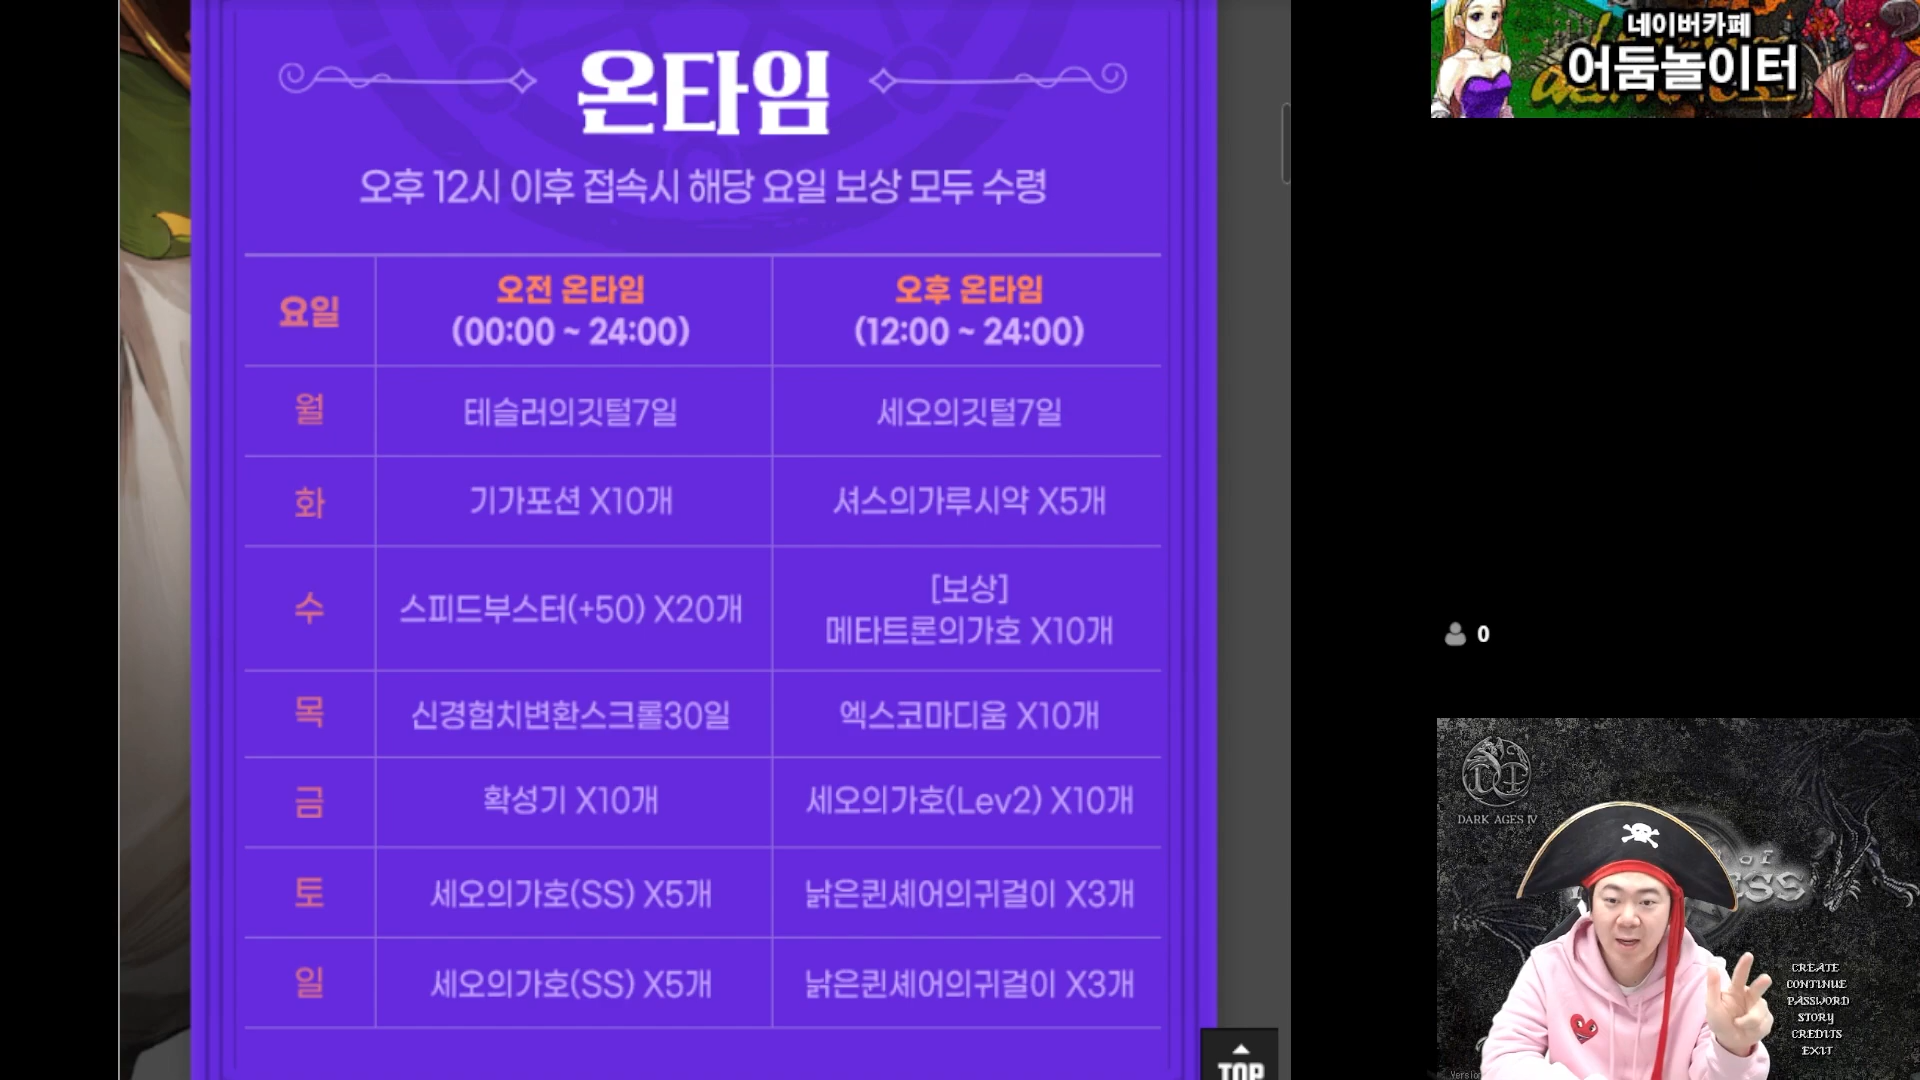 온타임
오후 12시 이후 접속시 해당 요일 보상 모두 수령
요일
오전 온타임
(00:00 ~ 24:00)
오후 온타임
(12:00 ~ 24:00)
월
테슬러의깃털7일
세오의깃털7일
화
기가포션 X10개
셔스의가루시약 X5개
수
스피드부스터(+50) X20개
[보상]
메타트론의가호 X10개
목
신경험치변환스크롤30일
엑스코마디움 X10개
금
확성기 X10개
세오의가호(Lev2) X10개
토
세오의가호(SS) X5개
낡은퀸셰어의귀걸이 X3개
일
세오의가호(SS) X5개
낡은퀸셰어의귀걸이 X3개
TOP
네이버카페
어둠놀이터
0
DARK AGES IV
of
CREATE
CONTINUE
PASSWORD
STORY
CREDITS
EXIT